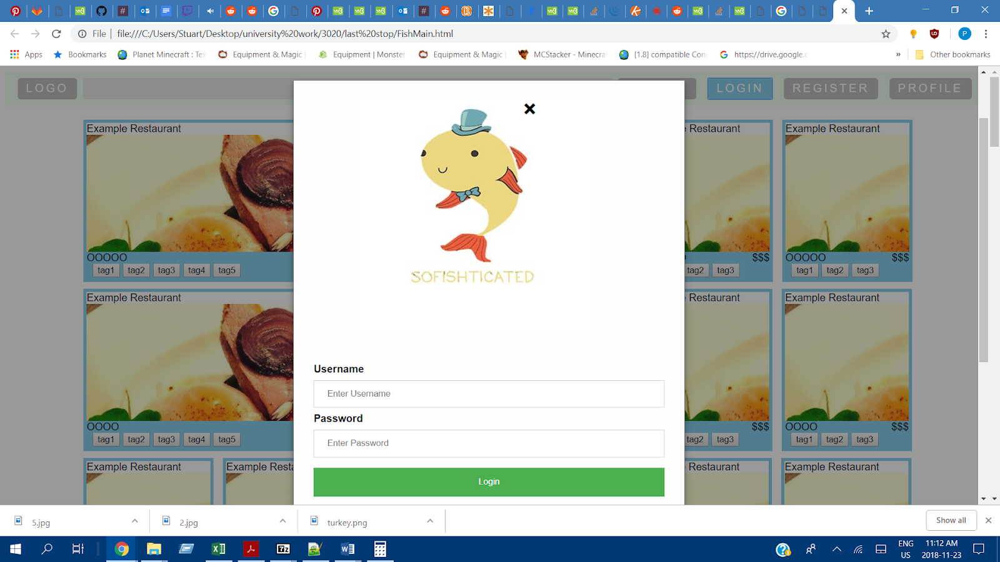 File
file:///C:/Users/Stuart/Desktop/university%20work/3020/last%20stop/FishMain.html
P
Apps
Bookmarks
Planet Minecraft : Tex
Equipment & Magic
Equipment | Monster
Equipment & Magic
MCStacker - Minecra
[1.8] compatible Con
https://drive.google.c
»
Other bookmarks
LOGO
LOGIN
REGISTER
PROFILE
Example Restaurant
Restaurant
Example Restaurant
SOFISHTICATED
OOOOO
$$$
OOOOO
$$$
tag1 tag2 tag3 tag4 tag5
tag2 tag3
tag1 tag2 tag3
Example Restaurant
Restaurant
Example Restaurant
Username
Enter Username
Password
Enter Password
OOOO
$$$
OOOO
$$$
tag1 tag2 tag3 tag4 tag5
tag2 tag3
tag1 tag2 tag3
Example Restaurant
Example Resta
Restaurant
Example Restaurant
Login
5.jpg
2.jpg
turkey.png
Show all
ENG
US
11:12 AM
2018-11-23